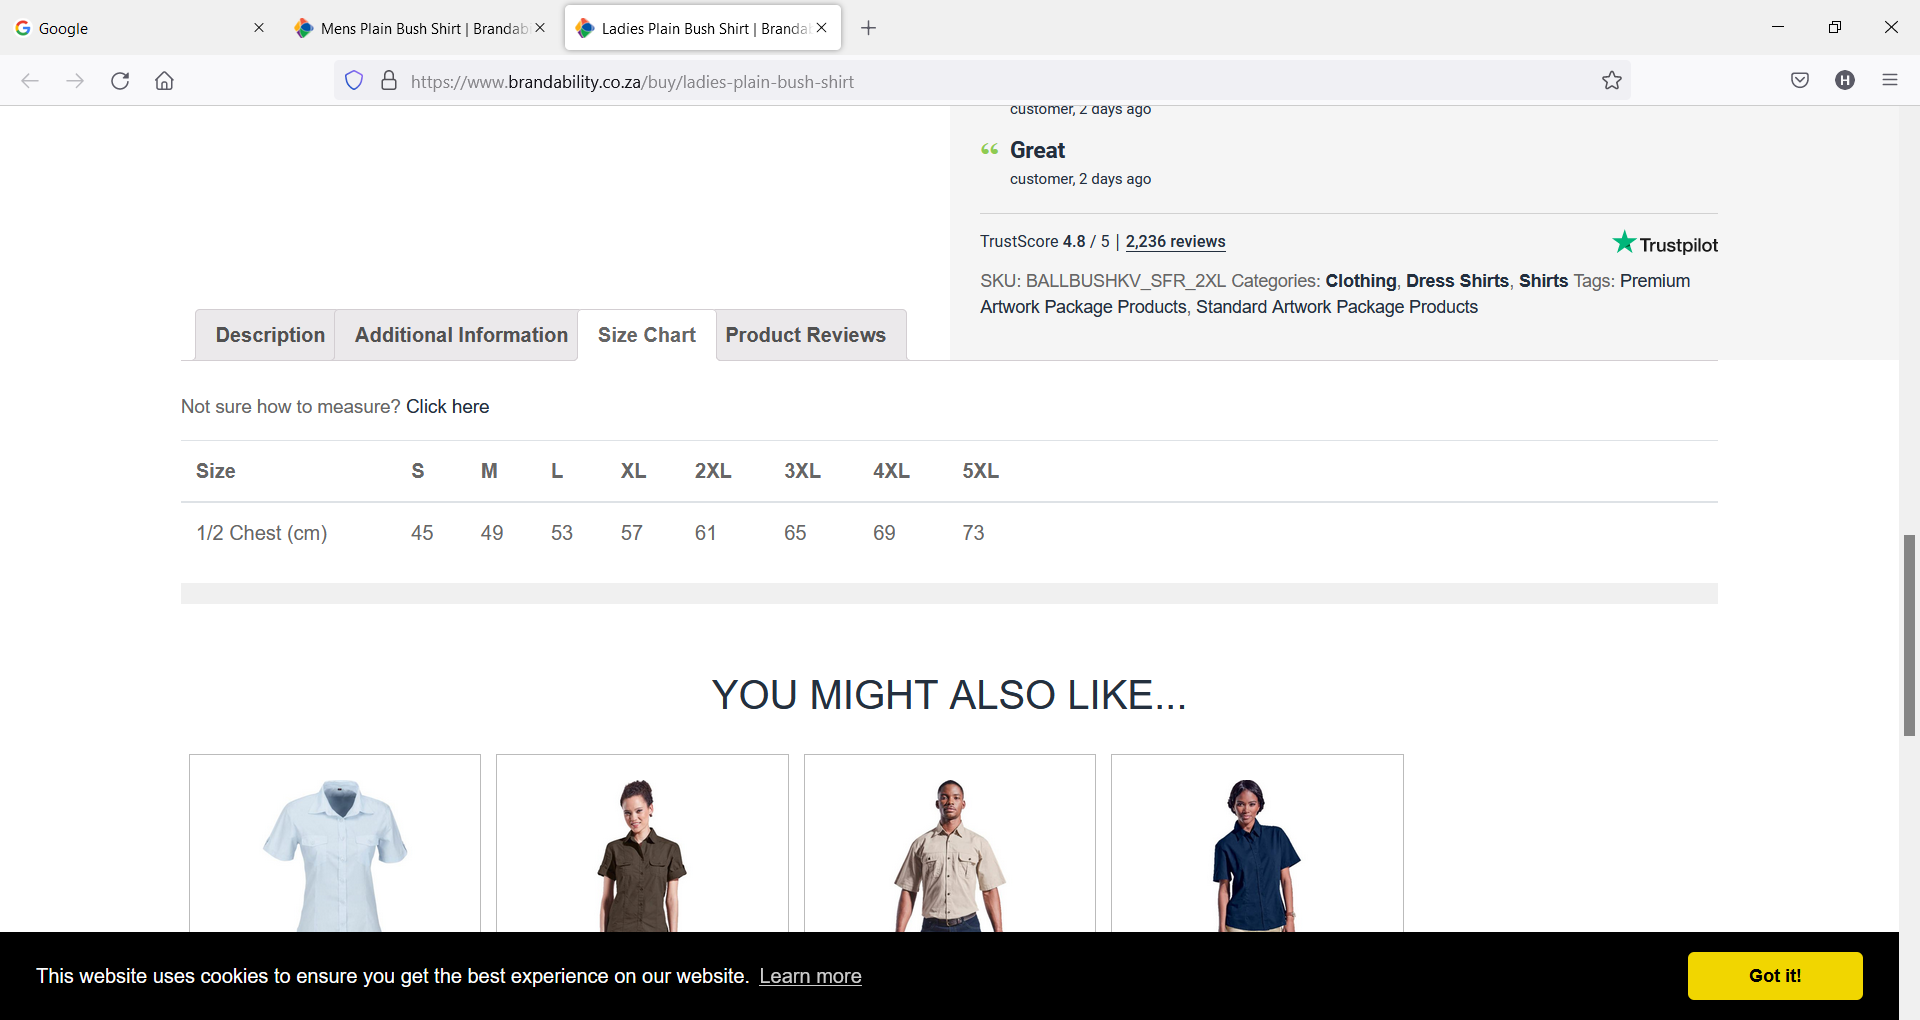 Google
Mens Plain Bush Shirt | Brandab
Ladies Plain Bush Shirt | Branda
https://www.brandability.co.za/buy/ladies-plain-bush-shirt
H
customer, 2 days ago
“ Great
customer, 2 days ago
TrustScore 4.8 / 5 | 2,236 reviews
Trustpilot
SKU: BALLBUSHKV_SFR_2XL Categories: Clothing, Dress Shirts, Shirts Tags: Premium
Artwork Package Products, Standard Artwork Package Products
Description Additional Information Size Chart Product Reviews
Not sure how to measure? Click here
Size S M L XL 2XL 3XL 4XL 5XL
1/2 Chest (cm) 45 49 53 57 61 65 69 73
YOU MIGHT ALSO LIKE...
This website uses cookies to ensure you get the best experience on our website. Learn more
Got it!